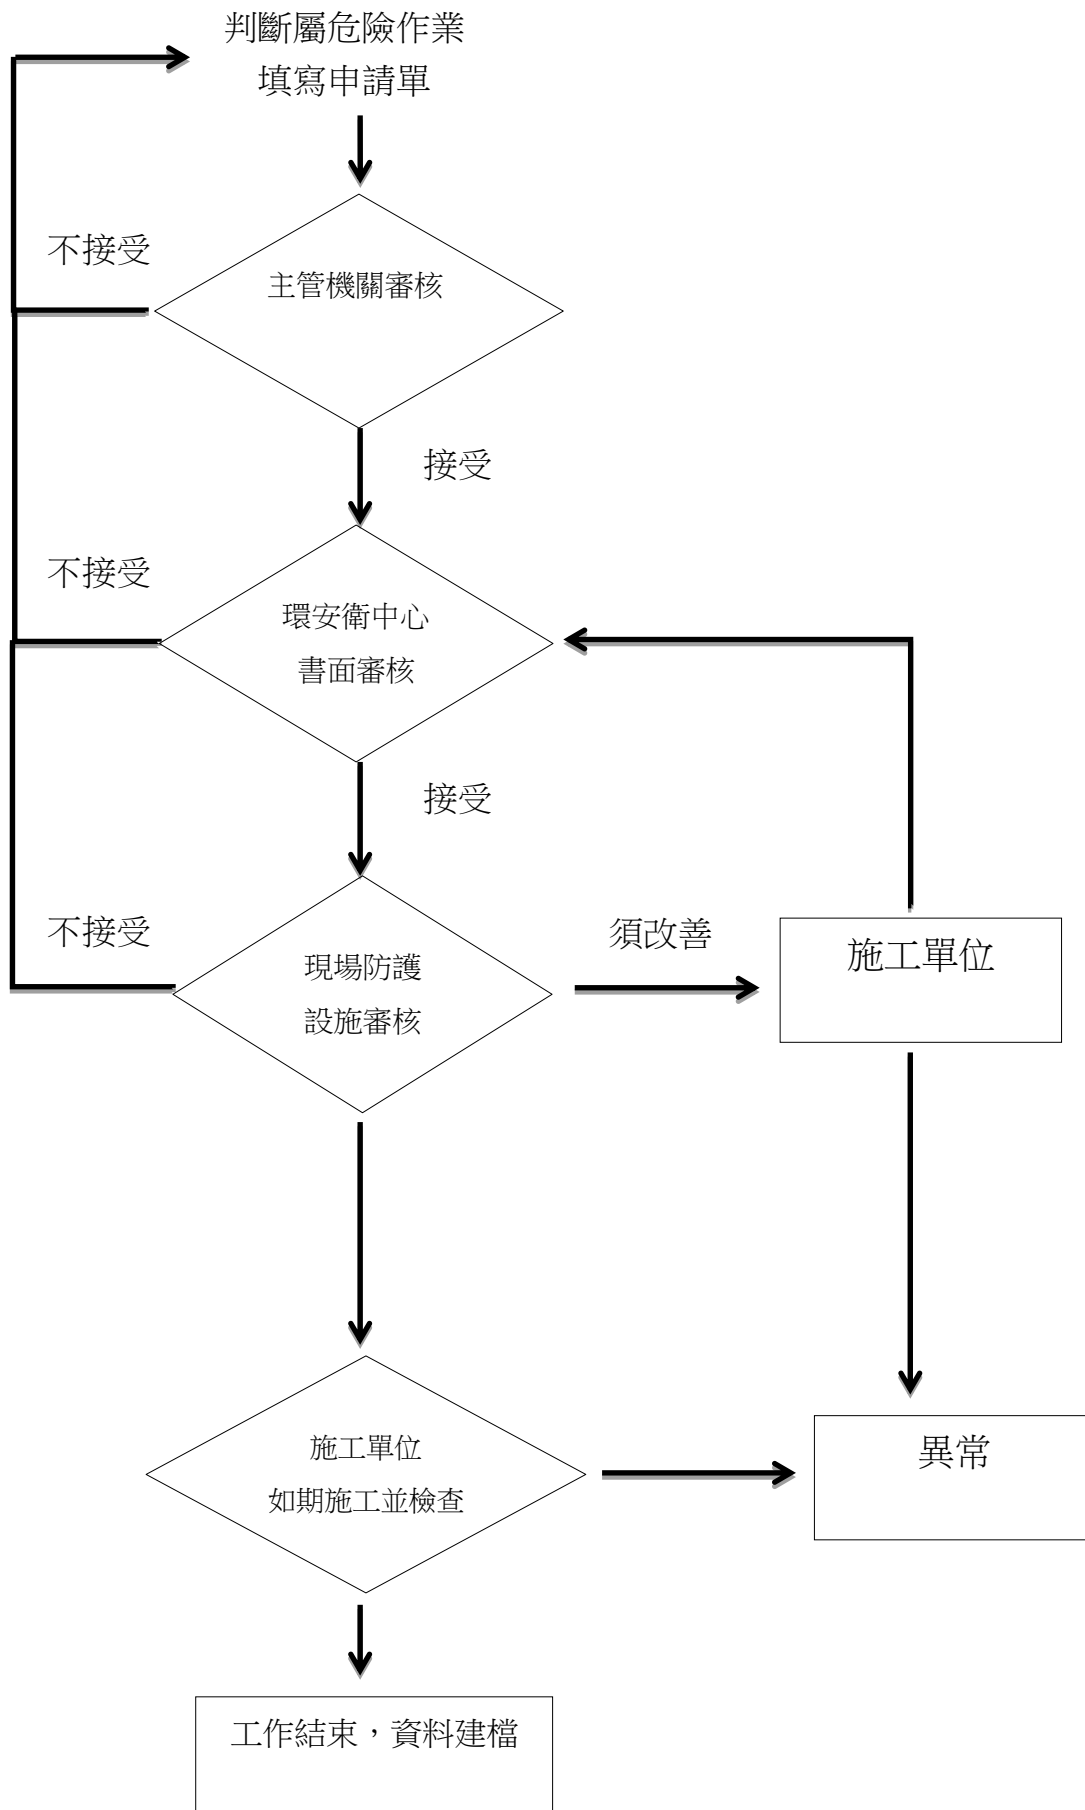 判斷屬危險作業
填寫申請單
不接受
主管機關審核
接受
不接受
環安衛中心
書面審核
接受
不接受
現場防護
設施審核
須改善
施工單位
施工單位
如期施工並檢查
異常
工作結束，資料建檔